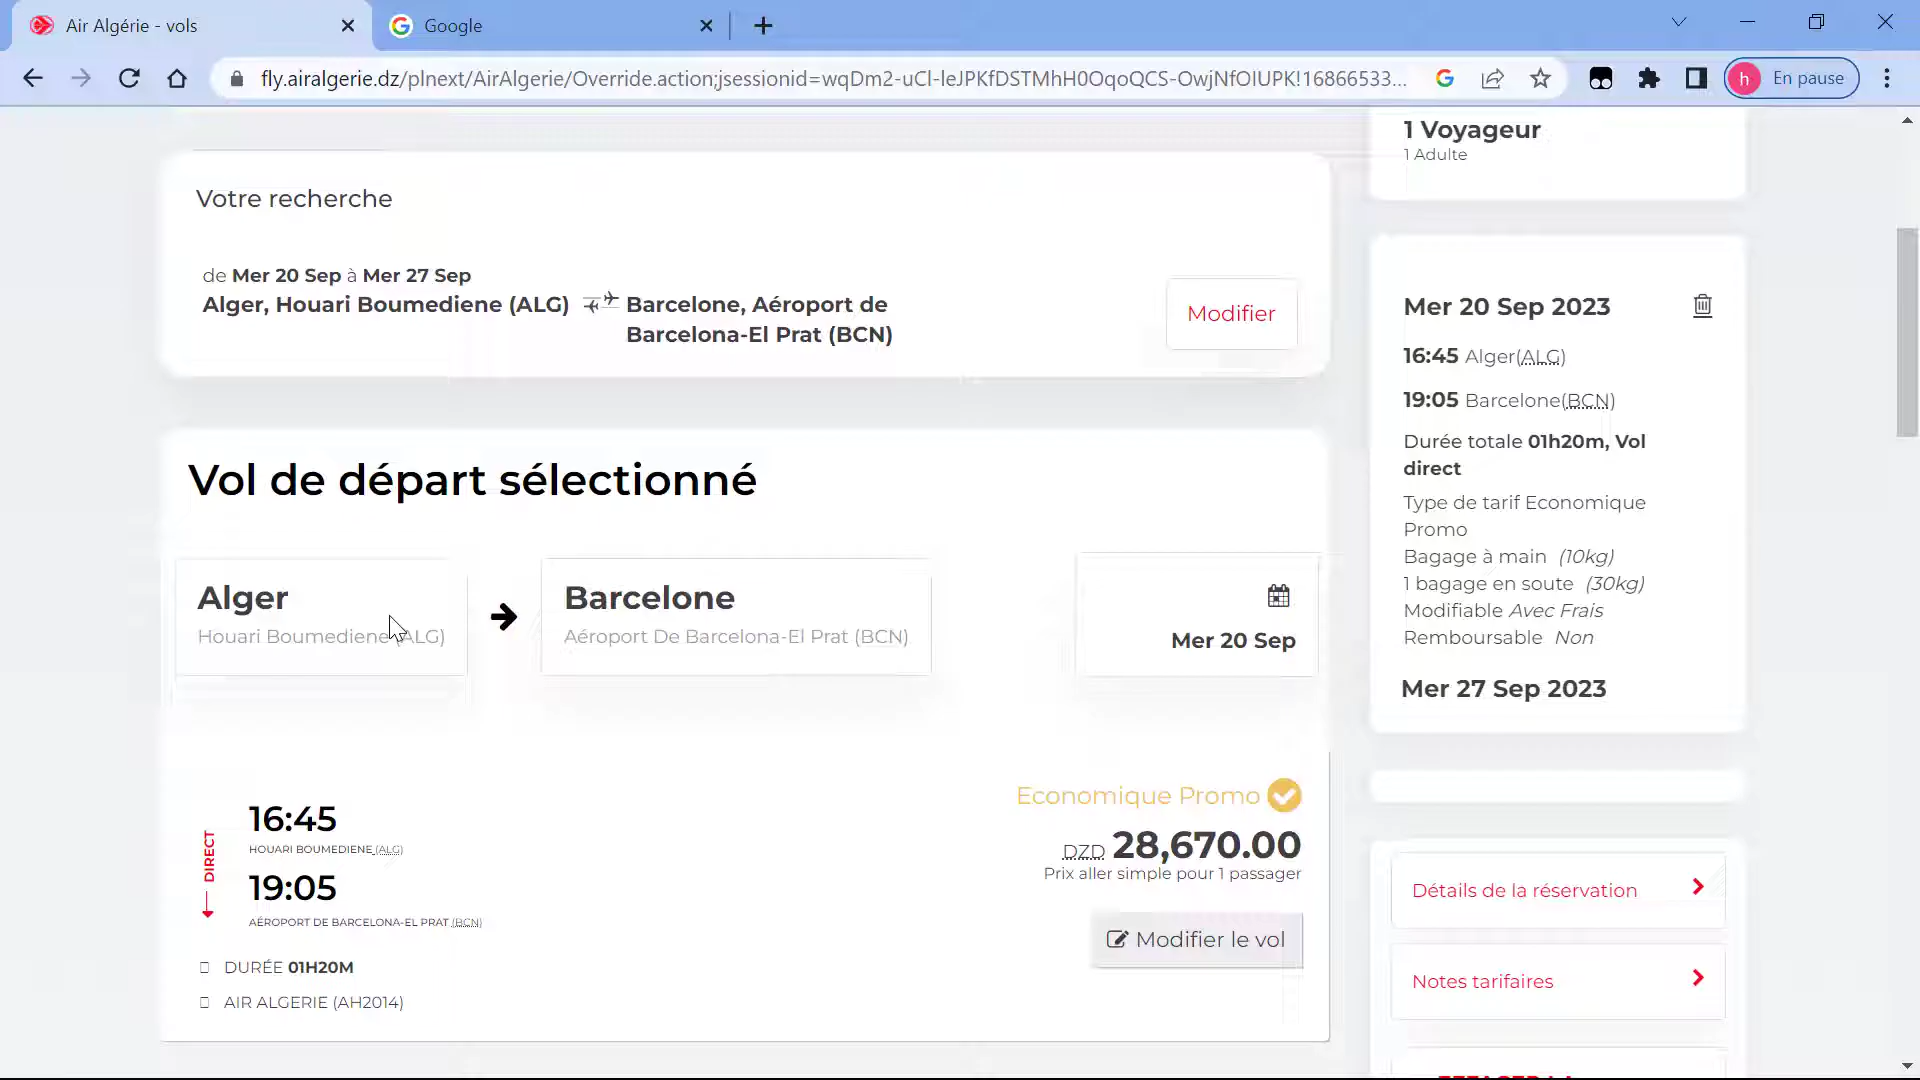 Air Algérie - vols
Google
fly.airalgerie.dz/plnext/AirAlgerie/Override.action;jsessionid=wqDm2-uCl-leJPKfDSTMhH0OqoQCS-OwjNfOIUPK!16866533...
h En pause
1 Voyageur
1 Adulte
Votre recherche
de Mer 20 Sep à Mer 27 Sep
Alger, Houari Boumediene (ALG)
Barcelone, Aéroport de
Barcelona-El Prat (BCN)
Modifier
Mer 20 Sep 2023
16:45 Alger(ALG)
19:05 Barcelone(BCN)
Durée totale 01h20m, Vol
direct
Type de tarif Economique
Promo
Bagage à main (10kg)
1 bagage en soute (30kg)
Modifiable Avec Frais
Remboursable Non
Mer 27 Sep 2023
Vol de départ sélectionné
Alger
Houari Boumediene (ALG)
Barcelone
Aéroport De Barcelona-El Prat (BCN)
Mer 20 Sep
DIRECT
16:45
HOUARI BOUMEDIENE (ALG)
19:05
AÉROPORT DE BARCELONA-EL PRAT (BCN)
DURÉE 01H20M
AIR ALGERIE (AH2014)
Economique Promo
DZD 28,670.00
Prix aller simple pour 1 passager
Modifier le vol
Détails de la réservation
Notes tarifaires